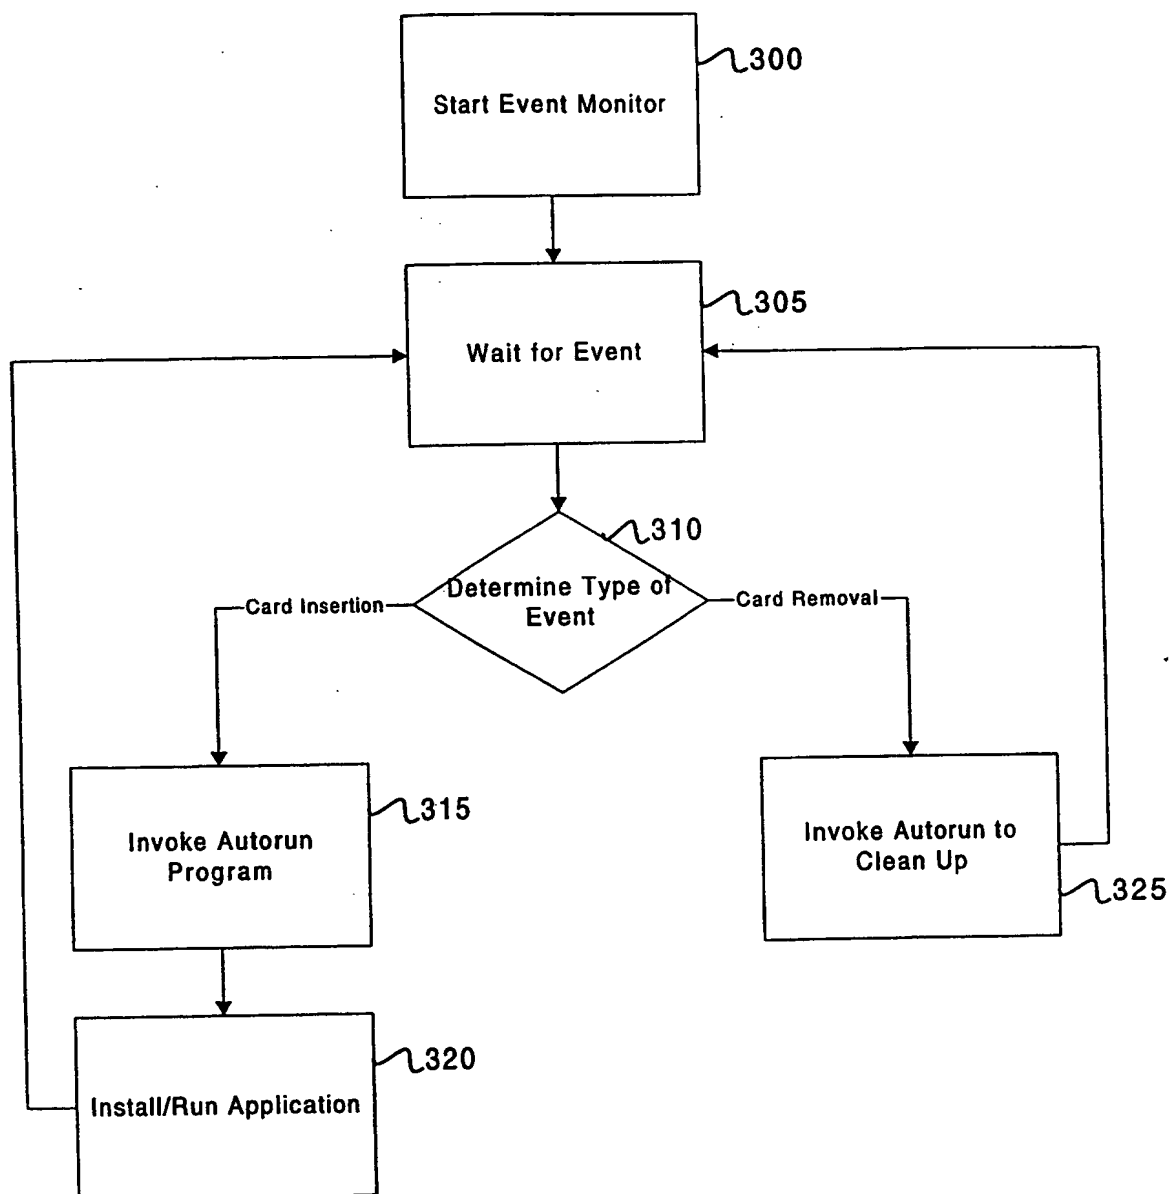 300
Start Event Monitor
305
Wait for Event
310
Determine Type of
Event
Card Insertion
Card Removal
315
Invoke Autorun
Program
Invoke Autorun to
Clean Up
325
320
Install/Run Application